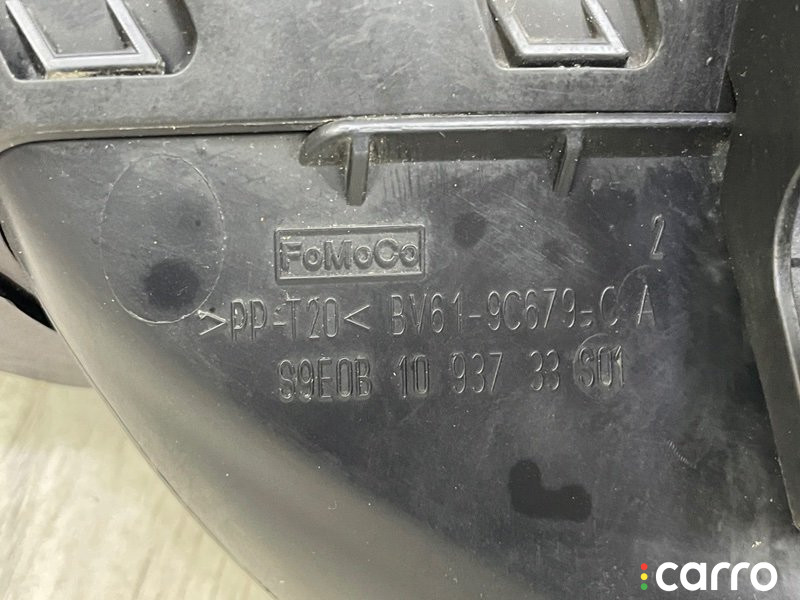 FoMoCo
2
>PP-T20< BV61-9C679-C A
S9E0B 10 937 33 S01
carro